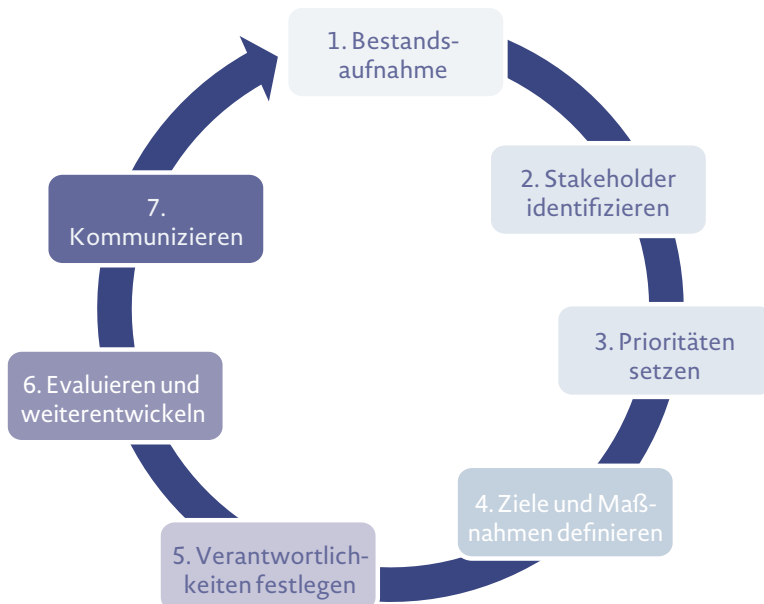 1. Bestands-
aufnahme
2. Stakeholder
identifizieren
3. Prioritäten
setzen
4. Ziele und Maß-
nahmen definieren
5. Verantwortlich-
keiten festlegen
6. Evaluieren und
weiterentwickeln
7.
Kommunizieren